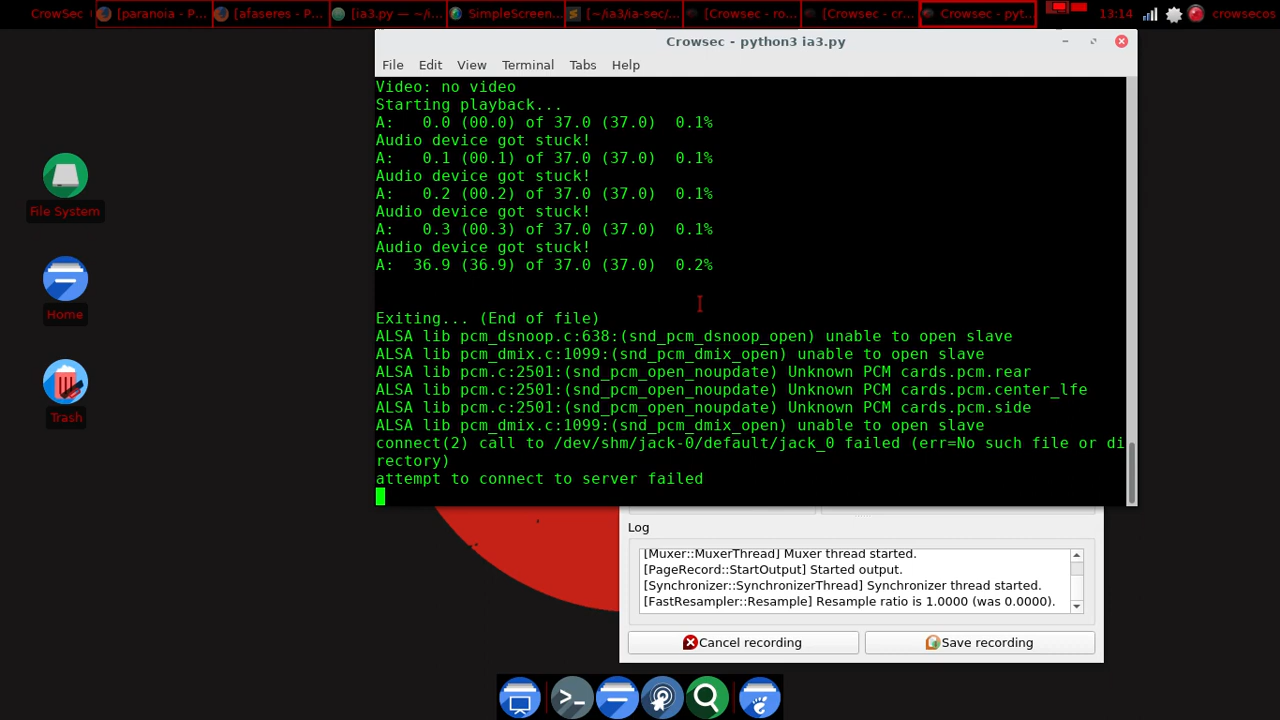 CrowSec
[paranoia - P...
[afaseres - P...
[ia3.py — ~/i...
SimpleScreen...
[~/ia3/ia-sec/...
[Crowsec - ro...
[Crowsec - cr...
Crowsec - pyt...
13:14
crowsecos
Crowsec - python3 ia3.py
File Edit View Terminal Tabs Help
Video: no video
Starting playback...
A:   0.0 (00.0) of 37.0 (37.0)  0.1%
Audio device got stuck!
A:   0.1 (00.1) of 37.0 (37.0)  0.1%
Audio device got stuck!
A:   0.2 (00.2) of 37.0 (37.0)  0.1%
Audio device got stuck!
A:   0.3 (00.3) of 37.0 (37.0)  0.1%
Audio device got stuck!
A:  36.9 (36.9) of 37.0 (37.0)  0.2%
Exiting... (End of file)
ALSA lib pcm_dsnoop.c:638:(snd_pcm_dsnoop_open) unable to open slave
ALSA lib pcm_dmix.c:1099:(snd_pcm_dmix_open) unable to open slave
ALSA lib pcm.c:2501:(snd_pcm_open_noupdate) Unknown PCM cards.pcm.rear
ALSA lib pcm.c:2501:(snd_pcm_open_noupdate) Unknown PCM cards.pcm.center_lfe
ALSA lib pcm.c:2501:(snd_pcm_open_noupdate) Unknown PCM cards.pcm.side
ALSA lib pcm_dmix.c:1099:(snd_pcm_dmix_open) unable to open slave
connect(2) call to /dev/shm/jack-0/default/jack_0 failed (err=No such file or di
rectory)
attempt to connect to server failed
File System
Home
Trash
Log
[Muxer::MuxerThread] Muxer thread started.
[PageRecord::StartOutput] Started output.
[Synchronizer::SynchronizerThread] Synchronizer thread started.
[FastResampler::Resample] Resample ratio is 1.0000 (was 0.0000).
Cancel recording
Save recording